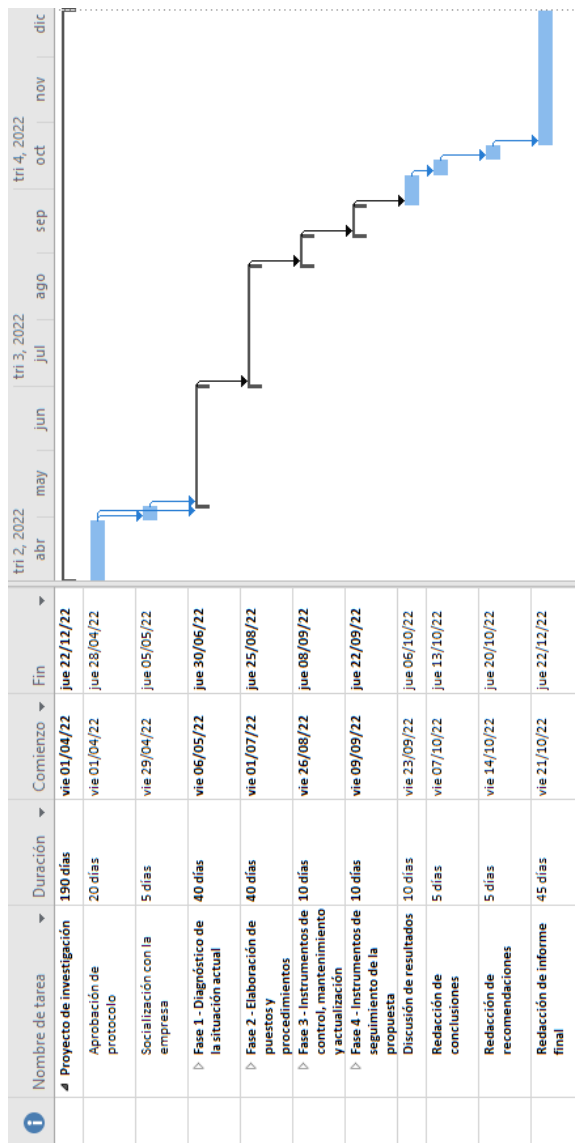 Nombre de tarea Duración Comienzo Fin
tri 2, 2022 tri 3, 2022 tri 4, 2022
abr may jun jul ago sep oct nov dic
Proyecto de investigación 190 días vie 01/04/22 jue 22/12/22
Aprobación de
protocolo
20 días vie 01/04/22 jue 28/04/22
Socialización con la
empresa
5 días vie 29/04/22 jue 05/05/22
Fase 1 - Diagnóstico de
la situación actual
40 días vie 06/05/22 jue 30/06/22
Fase 2 - Elaboración de
puestos y
procedimientos
40 días vie 01/07/22 jue 25/08/22
Fase 3 - Instrumentos de
control, mantenimiento
y actualización
10 días vie 26/08/22 jue 08/09/22
Fase 4 - Instrumentos de
seguimiento de la
propuesta
10 días vie 09/09/22 jue 22/09/22
Discusión de resultados 10 días vie 23/09/22 jue 06/10/22
Redacción de
conclusiones
5 días vie 07/10/22 jue 13/10/22
Redacción de
recomendaciones
5 días vie 14/10/22 jue 20/10/22
Redacción de informe
final
45 días vie 21/10/22 jue 22/12/22